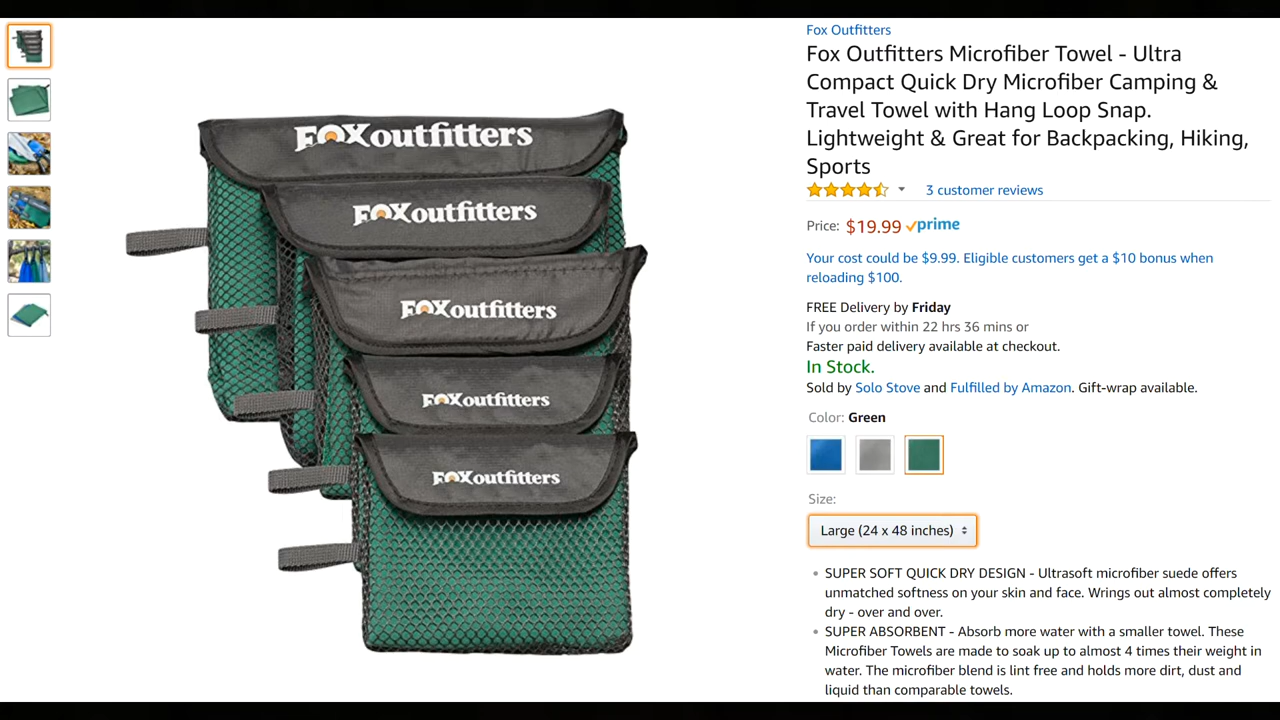 FOXoutfitters
FOXoutfitters
FOXoutfitters
FOXoutfitters
FOXoutfitters
Fox Outfitters
Fox Outfitters Microfiber Towel - Ultra
Compact Quick Dry Microfiber Camping &
Travel Towel with Hang Loop Snap.
Lightweight & Great for Backpacking, Hiking,
Sports
3 customer reviews
Price: $19.99 prime
Your cost could be $9.99. Eligible customers get a $10 bonus when
reloading $100.
FREE Delivery by Friday
If you order within 22 hrs 36 mins or
Faster paid delivery available at checkout.
In Stock.
Sold by Solo Stove and Fulfilled by Amazon. Gift-wrap available.
Color: Green
Size:
Large (24 x 48 inches)
• SUPER SOFT QUICK DRY DESIGN - Ultrasoft microfiber suede offers
unmatched softness on your skin and face. Wrings out almost completely
dry - over and over.
• SUPER ABSORBENT - Absorb more water with a smaller towel. These
Microfiber Towels are made to soak up to almost 4 times their weight in
water. The microfiber blend is lint free and holds more dirt, dust and
liquid than comparable towels.